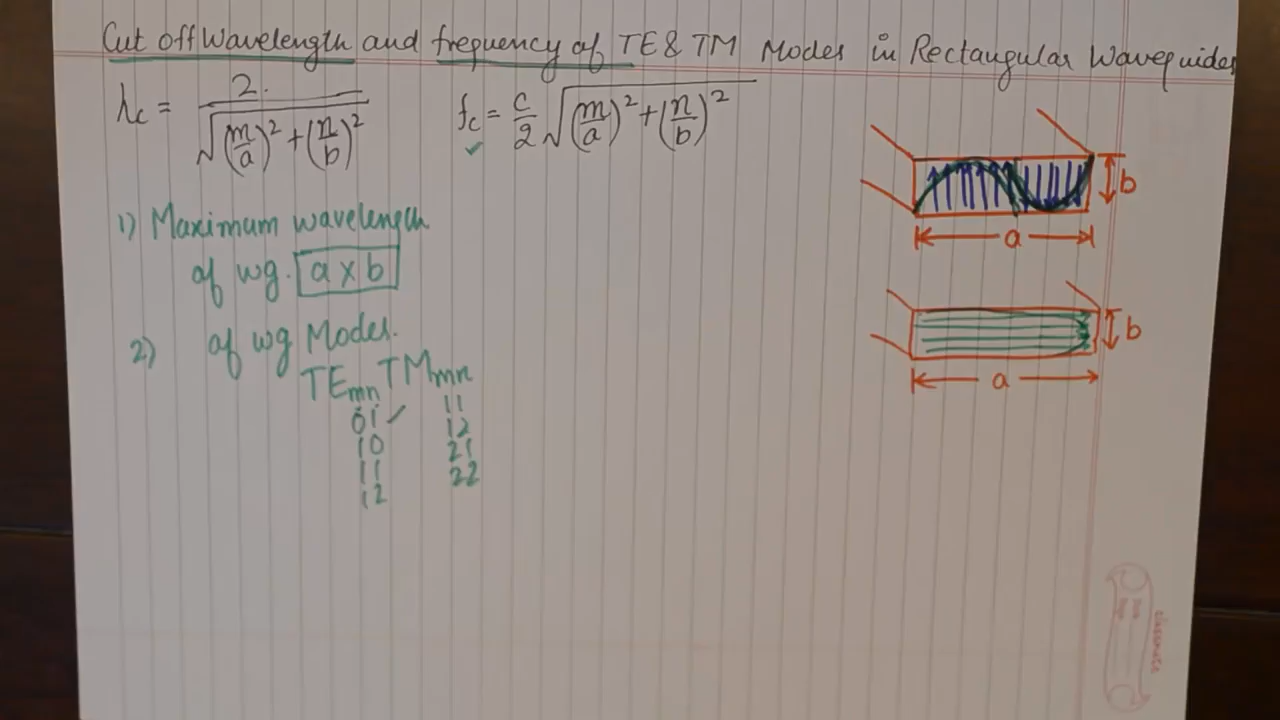 Cut off Wavelength and frequency of TE & TM Modes in Rectangular Waveguides
λc = 2 / √((m/a)² + (n/b)²)
fc = c/2 √((m/a)² + (n/b)²)
1) Maximum wavelength
of wg. a x b
2) of wg Modes.
TEmn TMmn
01 ✓ 11
10 12
11 21
12 22
b
a
b
a
classmate